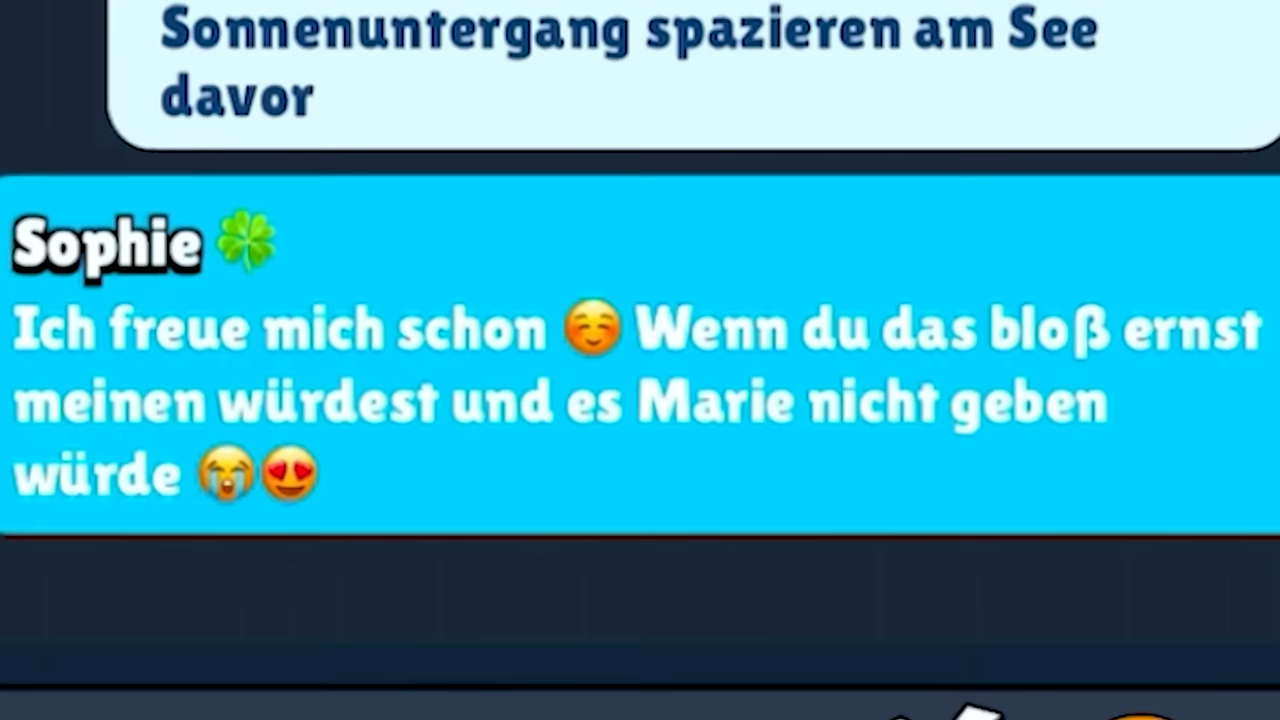 Sonnenuntergang spazieren am See
davor
Sophie 🍀
Ich freue mich schon ☺️ Wenn du das bloß ernst
meinen würdest und es Marie nicht geben
würde 😭😍